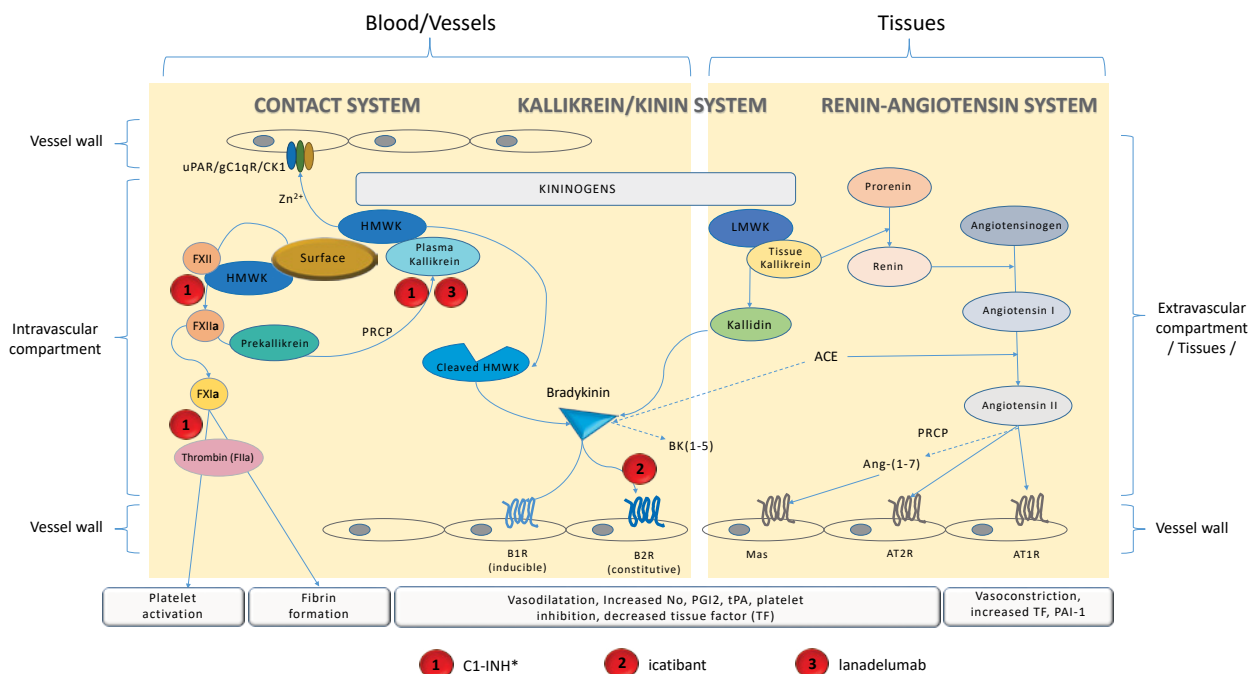 Blood/Vessels
Tissues
CONTACT SYSTEM
KALLIKREIN/KININ SYSTEM
RENIN-ANGIOTENSIN SYSTEM
Vessel wall
Vessel wall
uPAR/gC1qR/CK1
Zn2+
KININOGENS
Prorenin
HMWK
LMWK
Angiotensinogen
FXII
Surface
Plasma
Kallikrein
Tissue
Kallikrein
Renin
HMWK
1
1
3
Intravascular
compartment
FXIIa
Prekallikrein
PRCP
Kallidin
Angiotensin I
Extravascular
compartment
/ Tissues /
Cleaved HMWK
ACE
FXIa
Bradykinin
Angiotensin II
1
PRCP
BK(1-5)
Thrombin (FIIa)
2
Ang-(1-7)
Vessel wall
Vessel wall
B1R
(inducible)
B2R
(constitutive)
Mas
AT2R
AT1R
Platelet
activation
Fibrin
formation
Vasodilatation, Increased No, PGI2, tPA, platelet
inhibition, decreased tissue factor (TF)
Vasoconstriction,
increased TF, PAI-1
1 C1-INH*
2 icatibant
3 lanadelumab